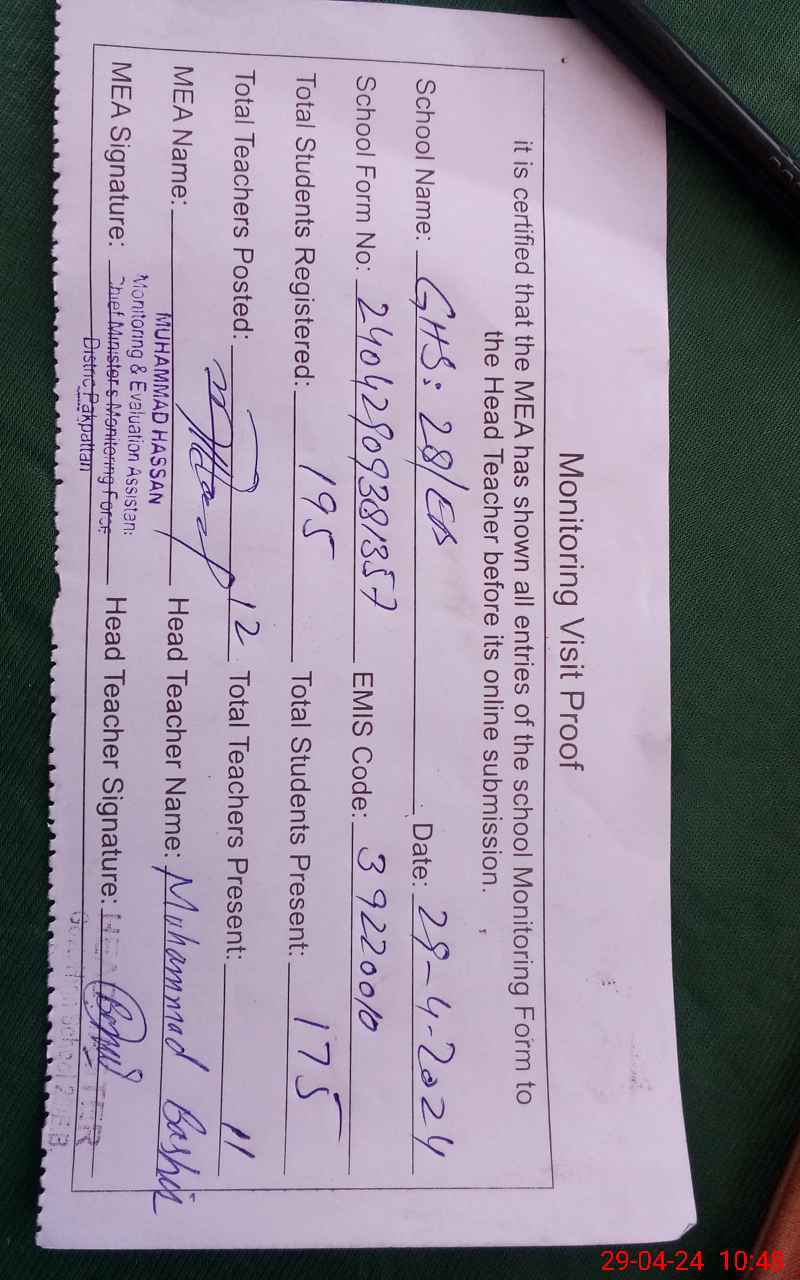 Monitoring Visit Proof
it is certified that the MEA has shown all entries of the school Monitoring Form to
the Head Teacher before its online submission.
School Name: GHS: 28/EB Date: 29-4-2024
School Form No: EMIS Code: 39220010
Total Students Registered: 195 Total Students Present: 175
Total Teachers Posted: 12 Total Teachers Present: 11
MEA Name: Head Teacher Name: Muhammad Bashir
MUHAMMAD HASSAN
Monitoring & Evaluation Assistan:
MEA Signature: Chief Minister's Monitoring Force Head Teacher Signature:
Distric Pakpattan
29-04-24 10:48